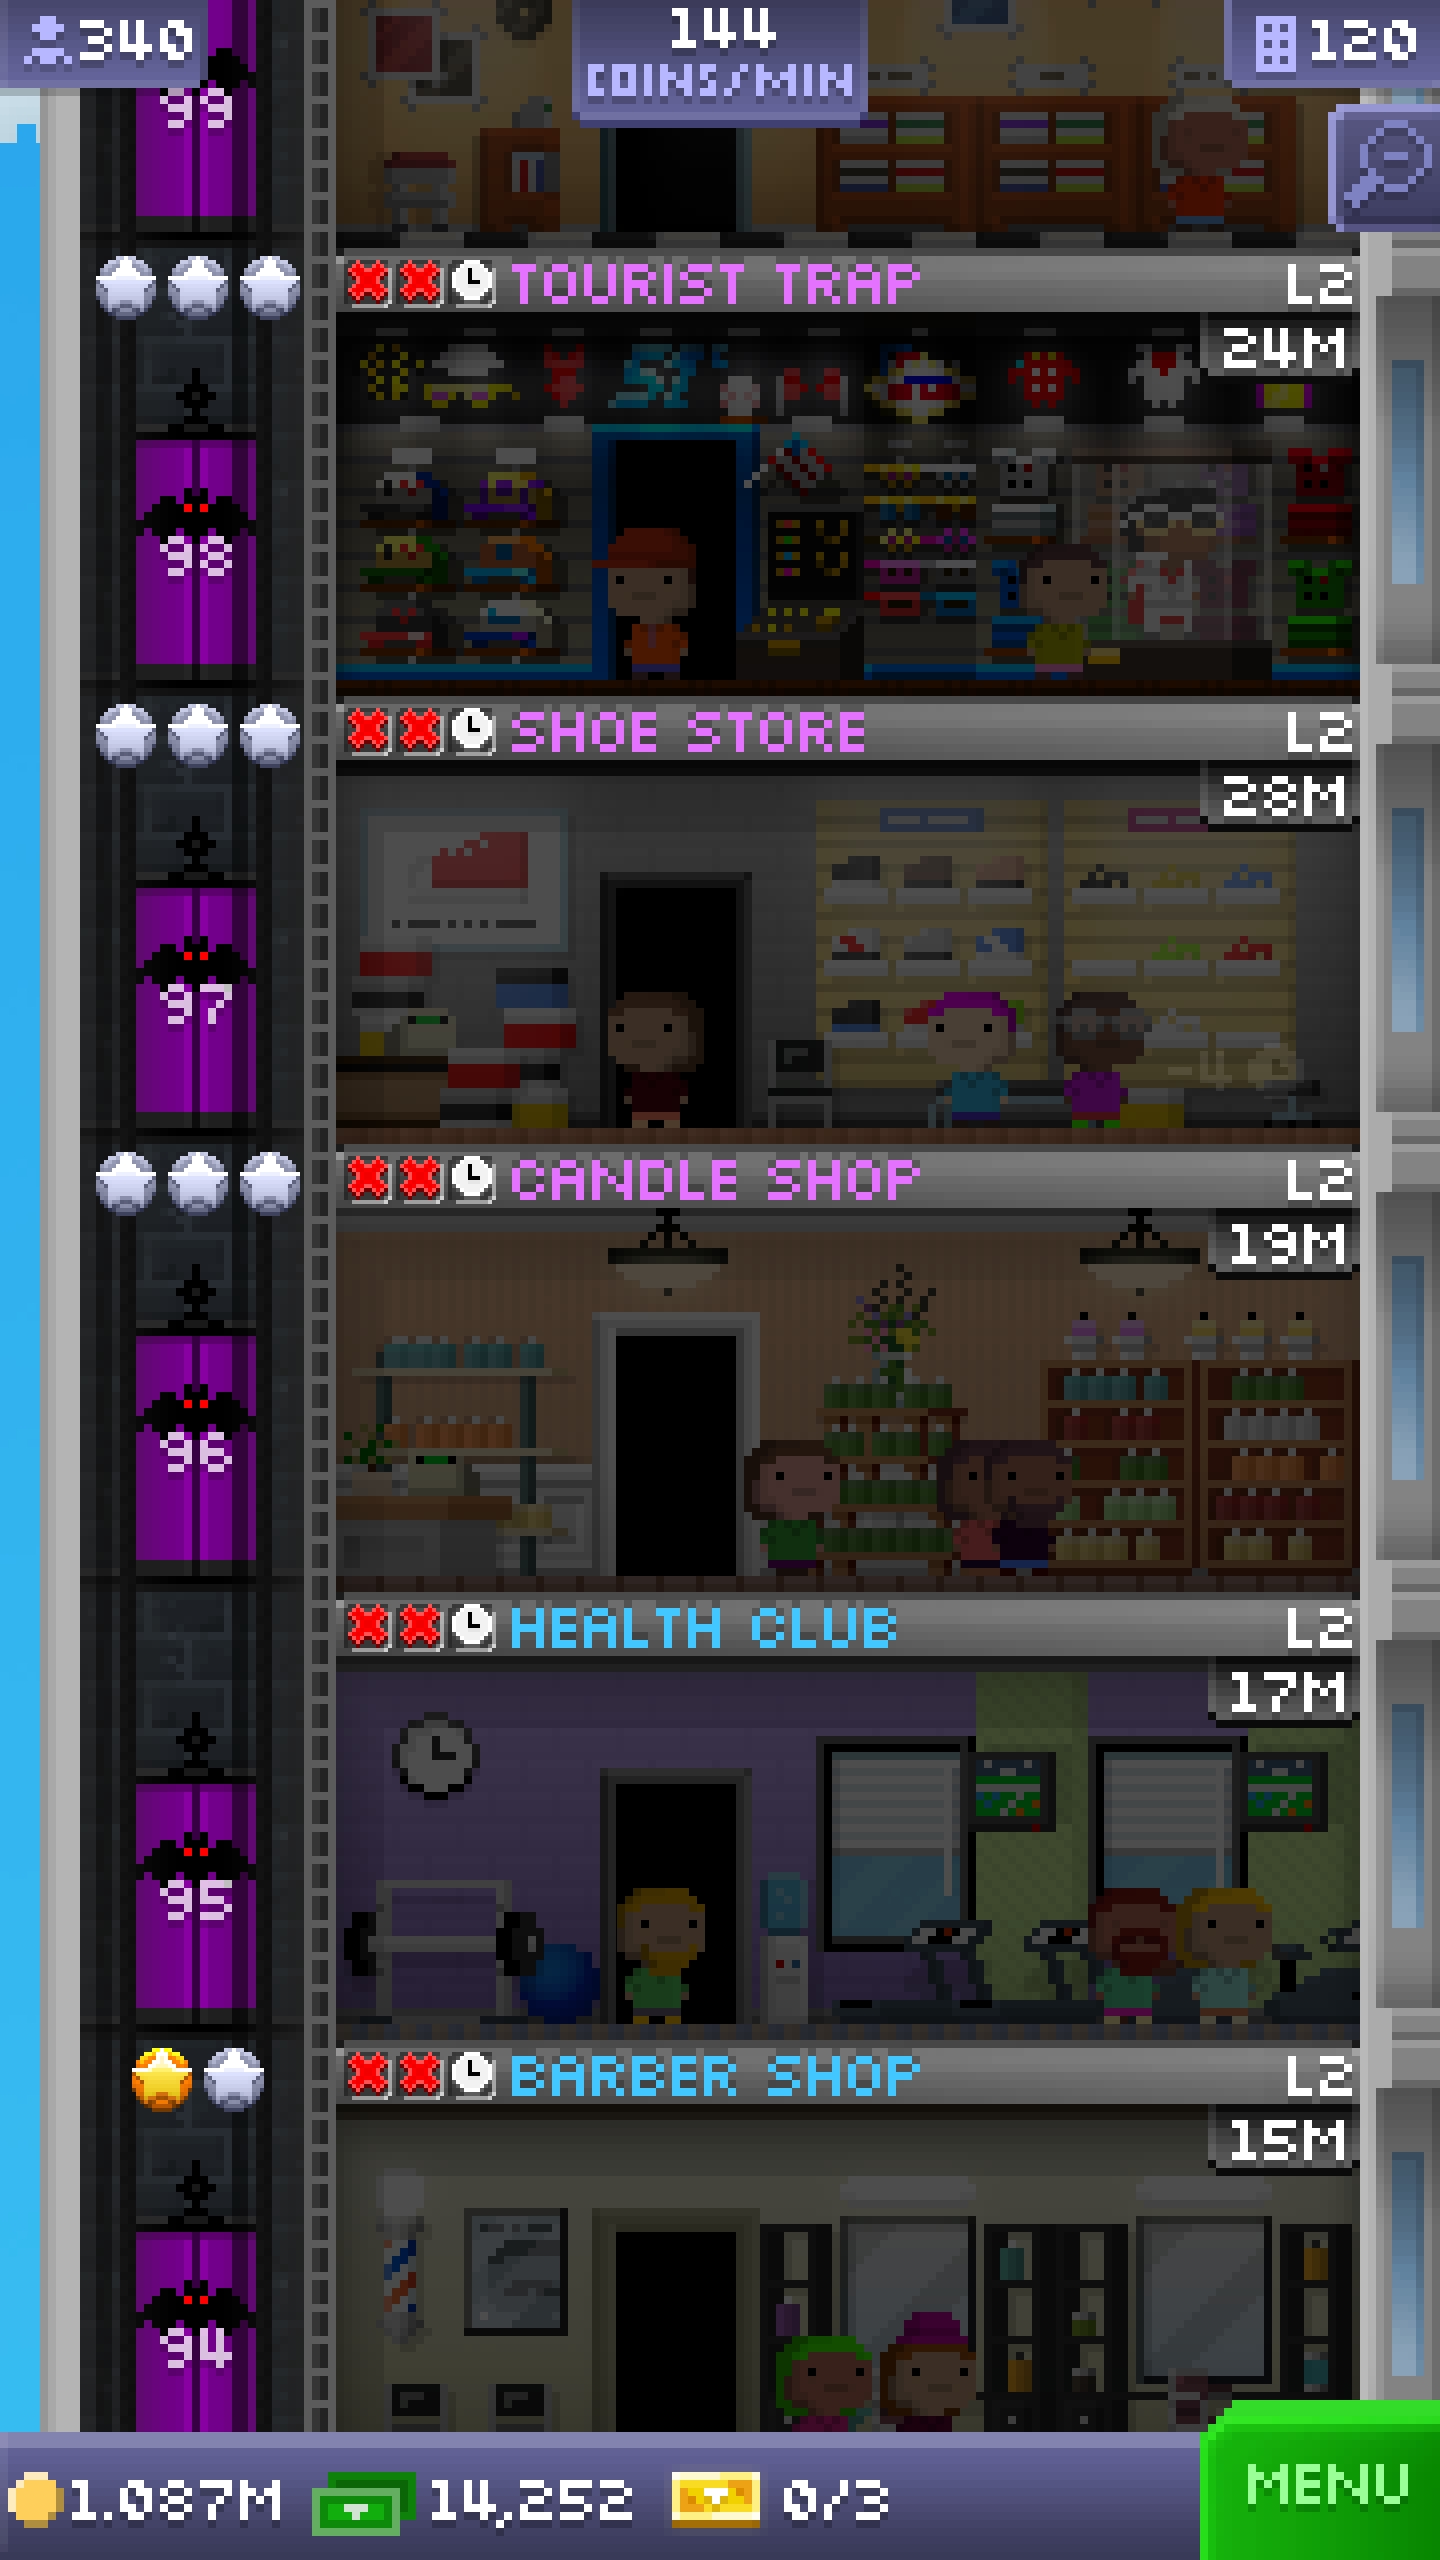 340
144
COINS/MIN
120
99
TOURIST TRAP L2
24M
98
SHOE STORE L2
28M
97
-4
CANDLE SHOP L2
19M
96
HEALTH CLUB L2
17M
95
BARBER SHOP L2
15M
94
1.087M 14,252 0/3
MENU